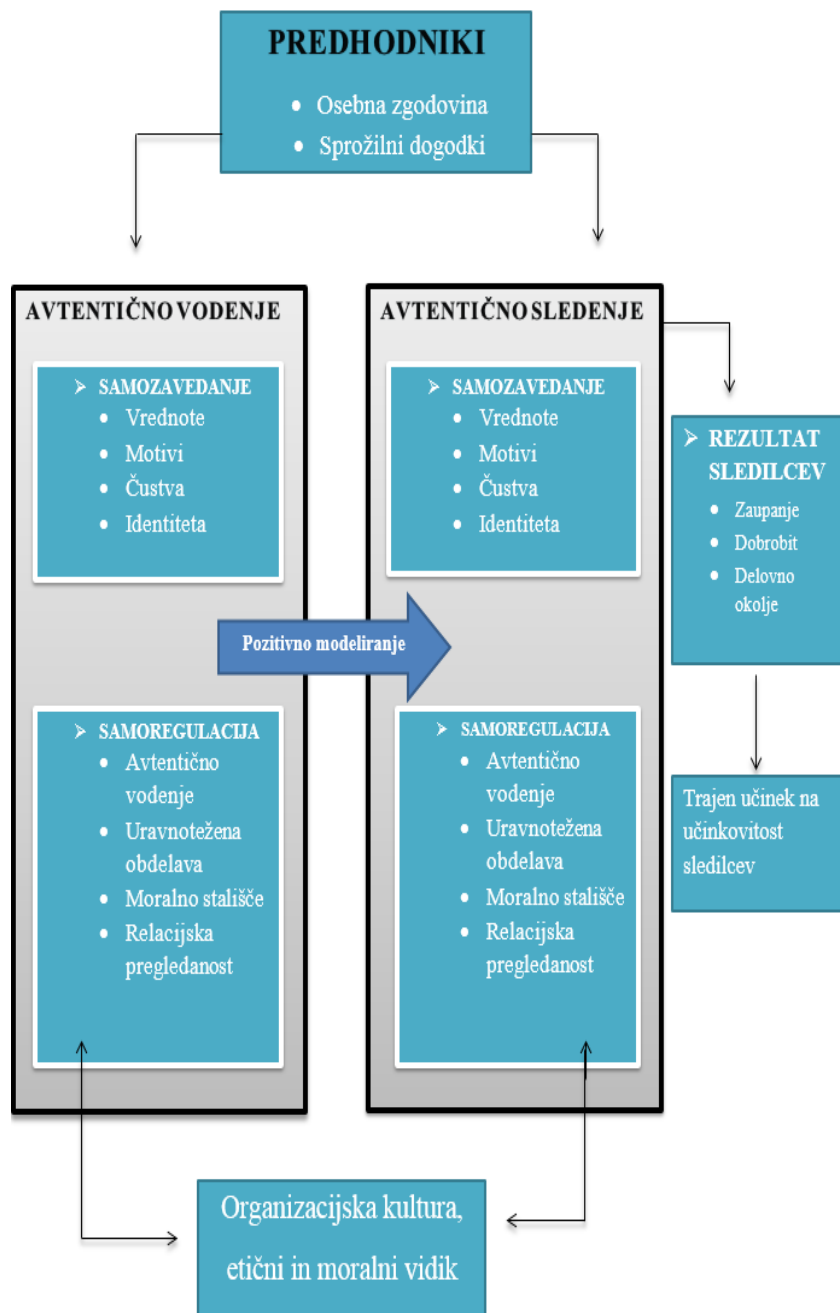 PREDHODNIKI
• Osebna zgodovina
• Sprožilni dogodki
AVTENTIČNO VODENJE
➢ SAMOZAVEDANJE
• Vrednote
• Motivi
• Čustva
• Identiteta
Pozitivno modeliranje
➢ SAMOREGULACIJA
• Avtentično
vodenje
• Uravnotežena
obdelava
• Moralno stališče
• Relacijska
pregledanost
AVTENTIČNO SLEDENJE
➢ SAMOZAVEDANJE
• Vrednote
• Motivi
• Čustva
• Identiteta
➢ SAMOREGULACIJA
• Avtentično
vodenje
• Uravnotežena
obdelava
• Moralno stališče
• Relacijska
pregledanost
➢ REZULTAT
SLEDILCEV
• Zaupanje
• Dobrobit
• Delovno
okolje
Trajen učinek na
učinkovitost
sledilcev
Organizacijska kultura,
etični in moralni vidik